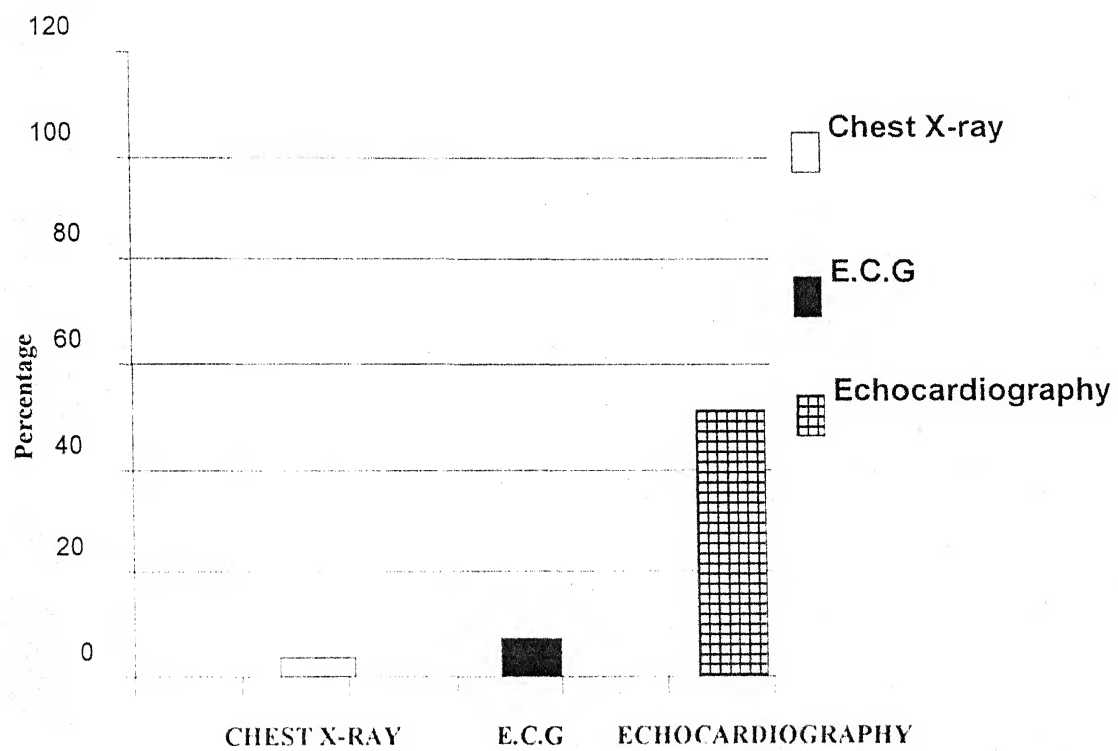 120
100
80
60
40
20
0
Percentage
Chest X-ray
E.C.G
Echocardiography
CHEST X-RAY E.C.G ECHOCARDIOGRAPHY